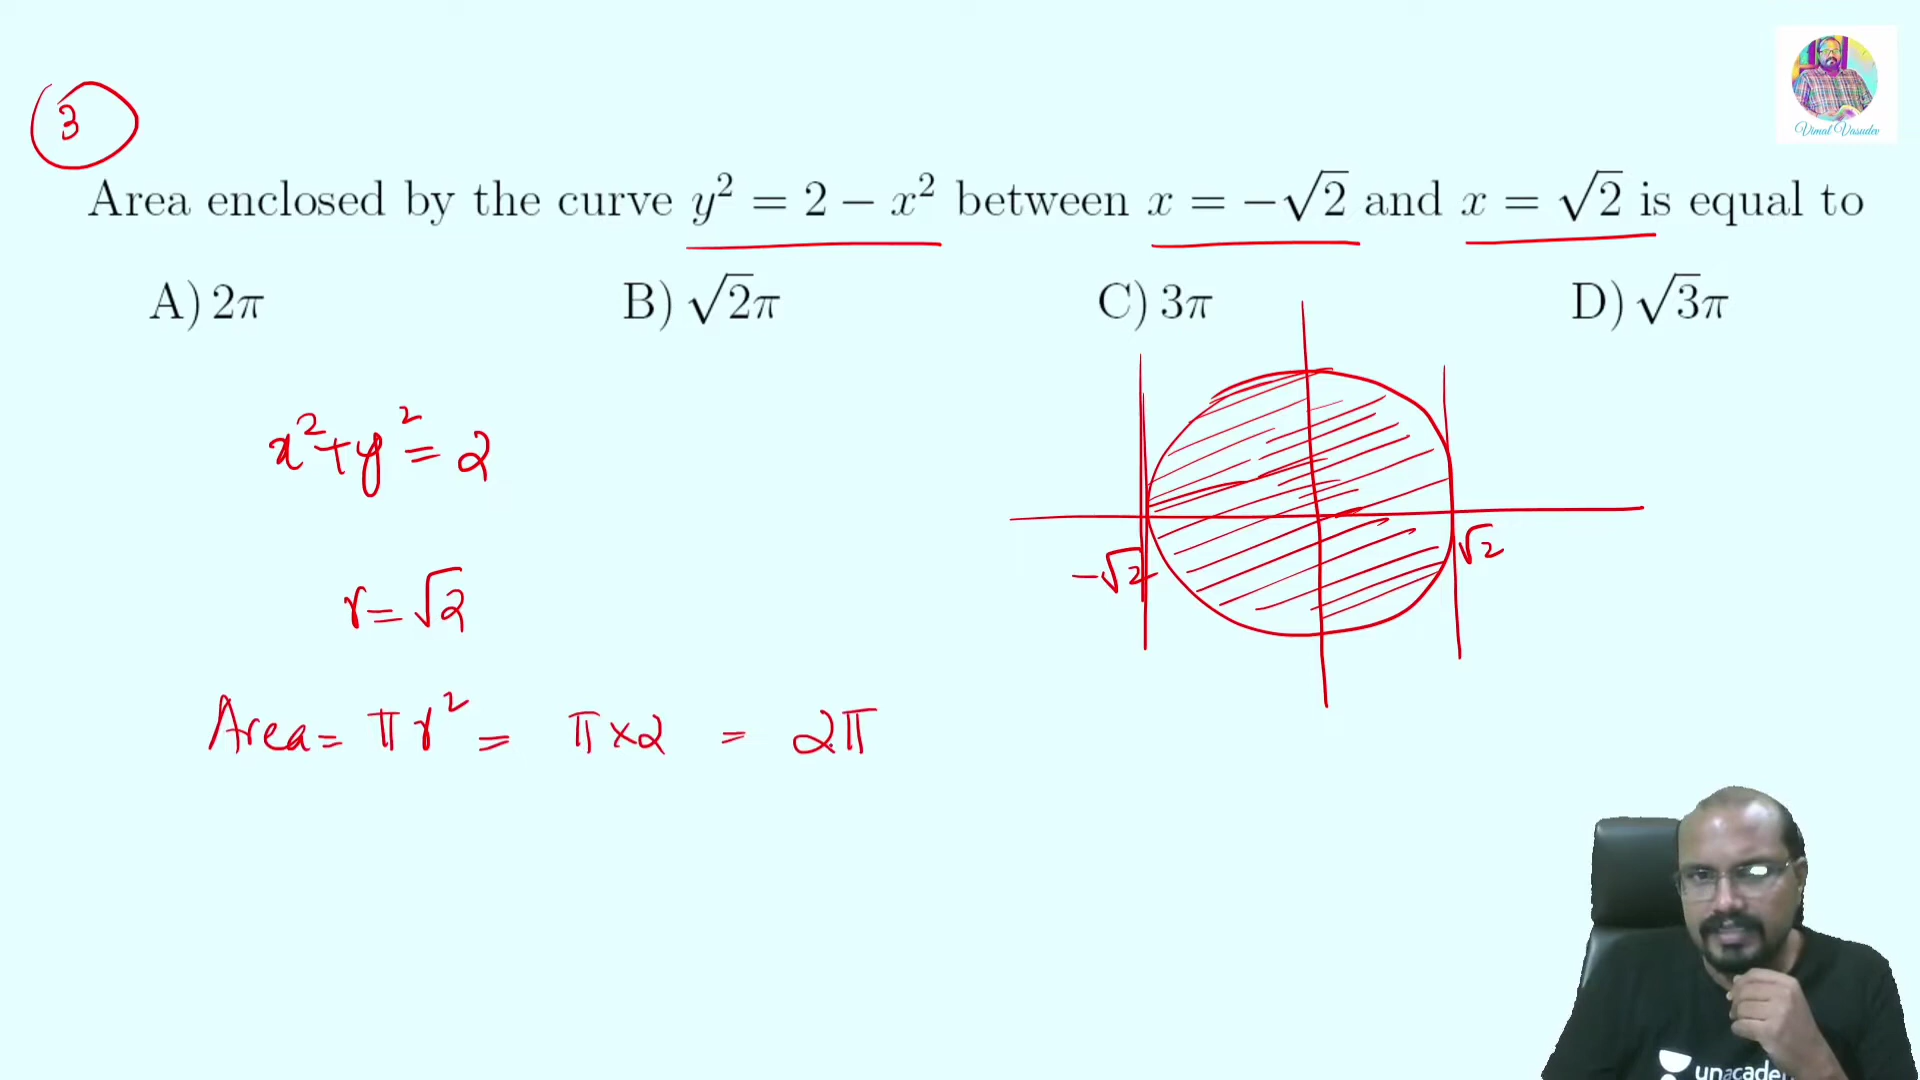 Vimal Vasudev
3
Area enclosed by the curve y² = 2 − x² between x = −√2 and x = √2 is equal to
A) 2π B) √2π C) 3π D) √3π
x² + y² = 2
−√2 √2
r = √2
Area = πr² = π×2 = 2π
unacade